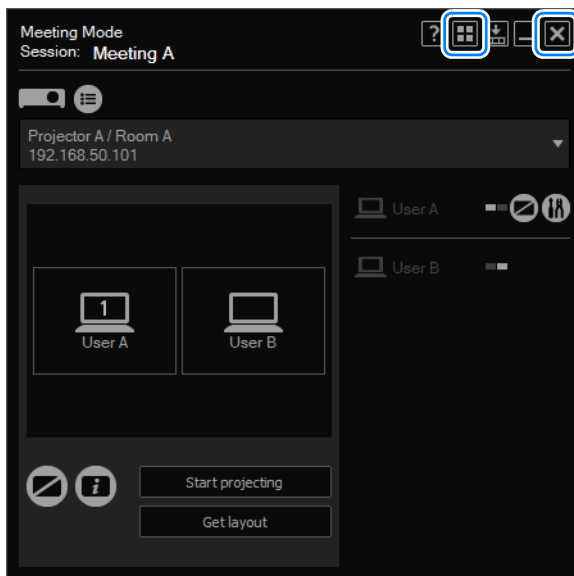 Meeting Mode
Session: Meeting A
?
Projector A / Room A
192.168.50.101
User A
User B
1
User A
User B
i
Start projecting
Get layout